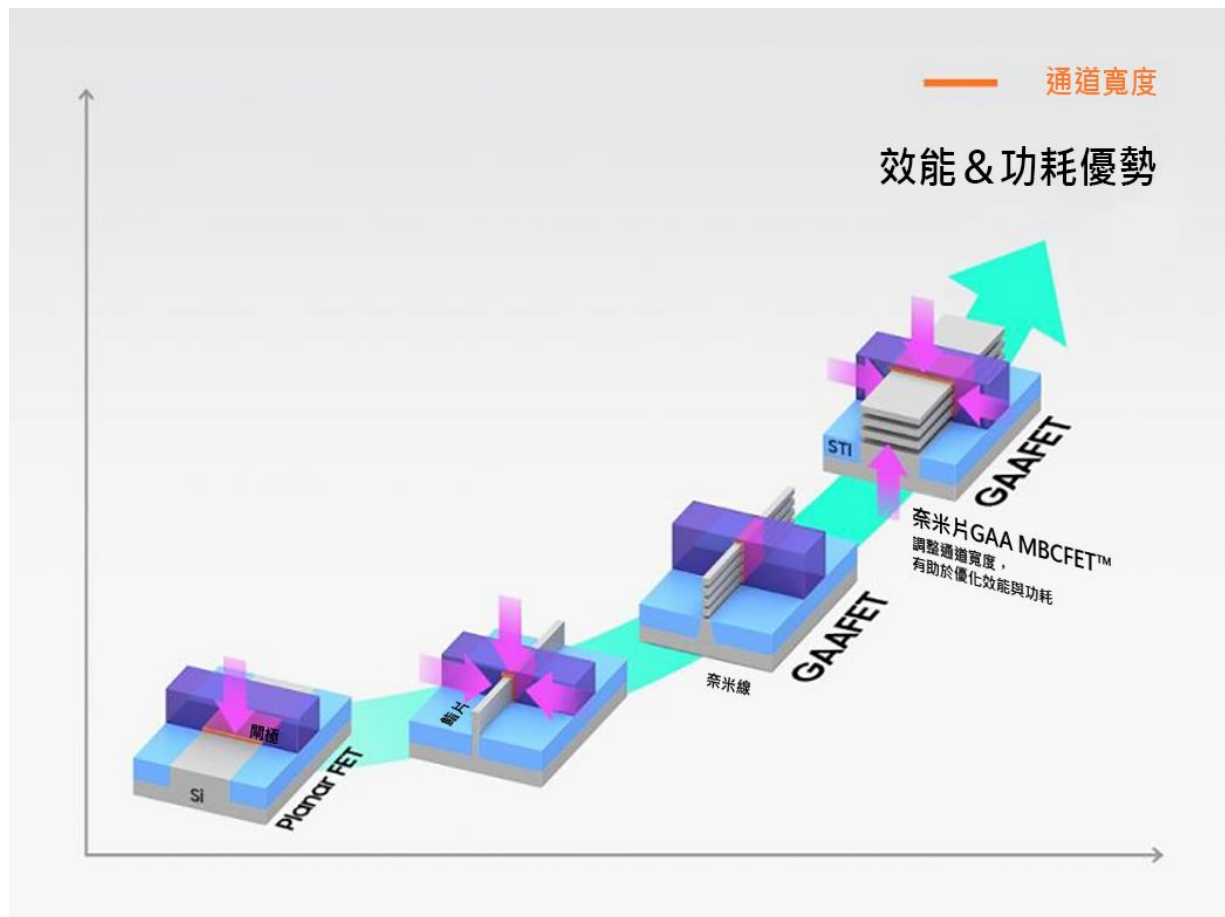 通道寬度
效能＆功耗優勢
STI
GAAFET
奈米片GAA MBCFET™
調整通道寬度，
有助於優化效能與功耗
GAAFET
奈米線
鰭片
閘極
Si
Planar FET